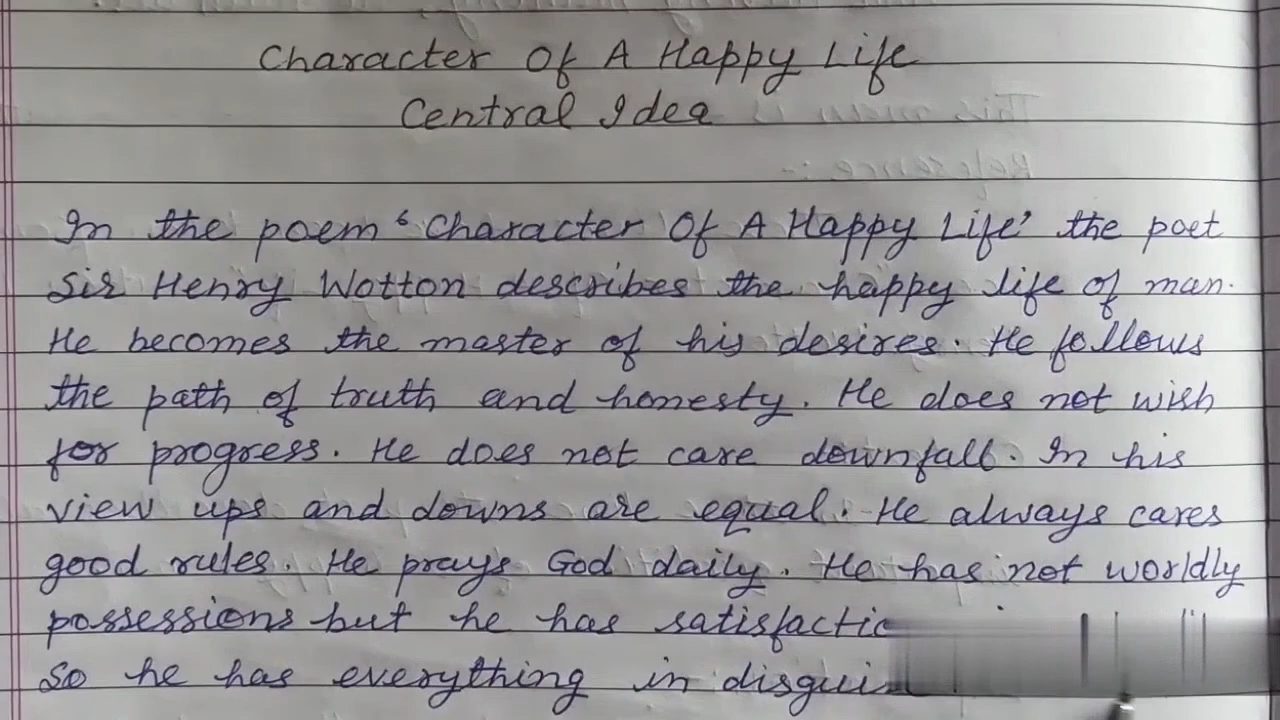 Character Of A Happy Life
Central Idea
In the poem ‘Character Of A Happy Life’ the poet
Sir Henry Wotton describes the happy life of man.
He becomes the master of his desires. He follows
the path of truth and honesty. He does not wish
for progress. He does not care downfall. In his
view ups and downs are equal. He always cares
good rules. He prays God daily. He has not worldly
possessions but he has
So he has everything in